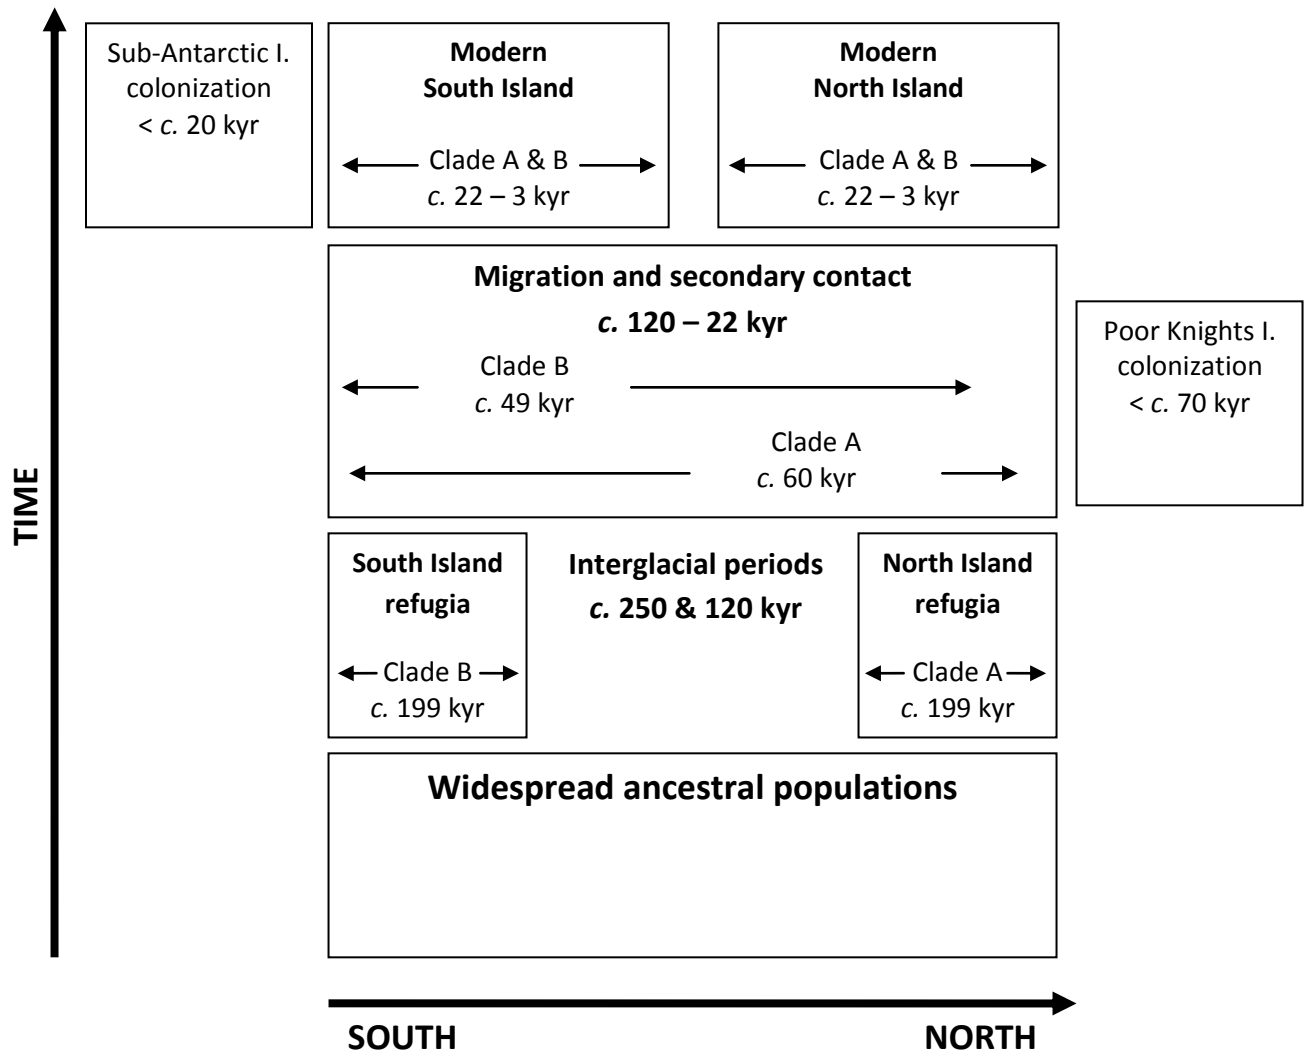 Sub-Antarctic I.
colonization
< c. 20 kyr
Modern
South Island
Clade A & B
c. 22 – 3 kyr
Modern
North Island
Clade A & B
c. 22 – 3 kyr
Migration and secondary contact
c. 120 – 22 kyr
Clade B
c. 49 kyr
Clade A
c. 60 kyr
Poor Knights I.
colonization
< c. 70 kyr
TIME
South Island
refugia
Clade B
c. 199 kyr
Interglacial periods
c. 250 & 120 kyr
North Island
refugia
Clade A
c. 199 kyr
Widespread ancestral populations
SOUTH
NORTH